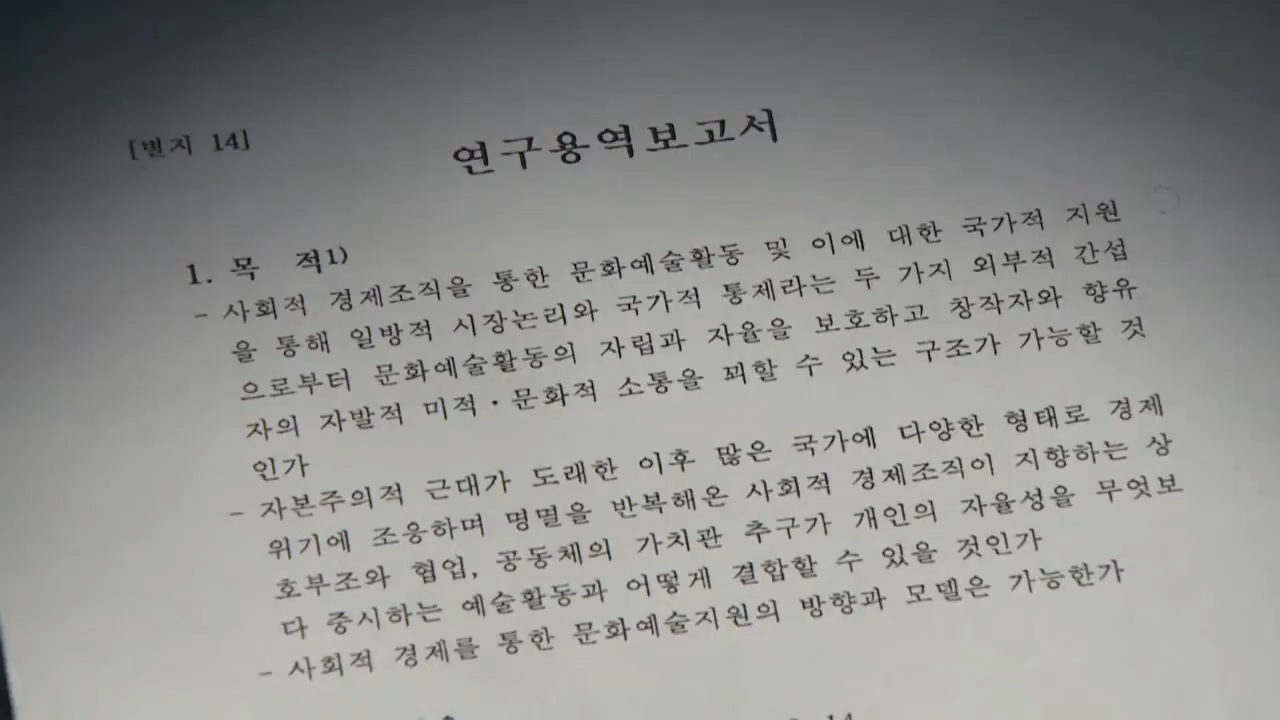 [별지 14]
연구용역보고서
1. 목 적1)
- 사회적 경제조직을 통한 문화예술활동 및 이에 대한 국가적 지원
을 통해 일방적 시장논리와 국가적 통제라는 두 가지 외부적 간섭
으로부터 문화예술활동의 자립과 자율을 보호하고 창작자와 향유
자의 자발적 미적·문화적 소통을 꾀할 수 있는 구조가 가능할 것
인가
- 자본주의적 근대가 도래한 이후 많은 국가에 다양한 형태로 경제
위기에 조응하며 명멸을 반복해온 사회적 경제조직이 지향하는 상
호부조와 협업, 공동체의 가치관 추구가 개인의 자율성을 무엇보
다 중시하는 예술활동과 어떻게 결합할 수 있을 것인가
- 사회적 경제를 통한 문화예술지원의 방향과 모델은 가능한가